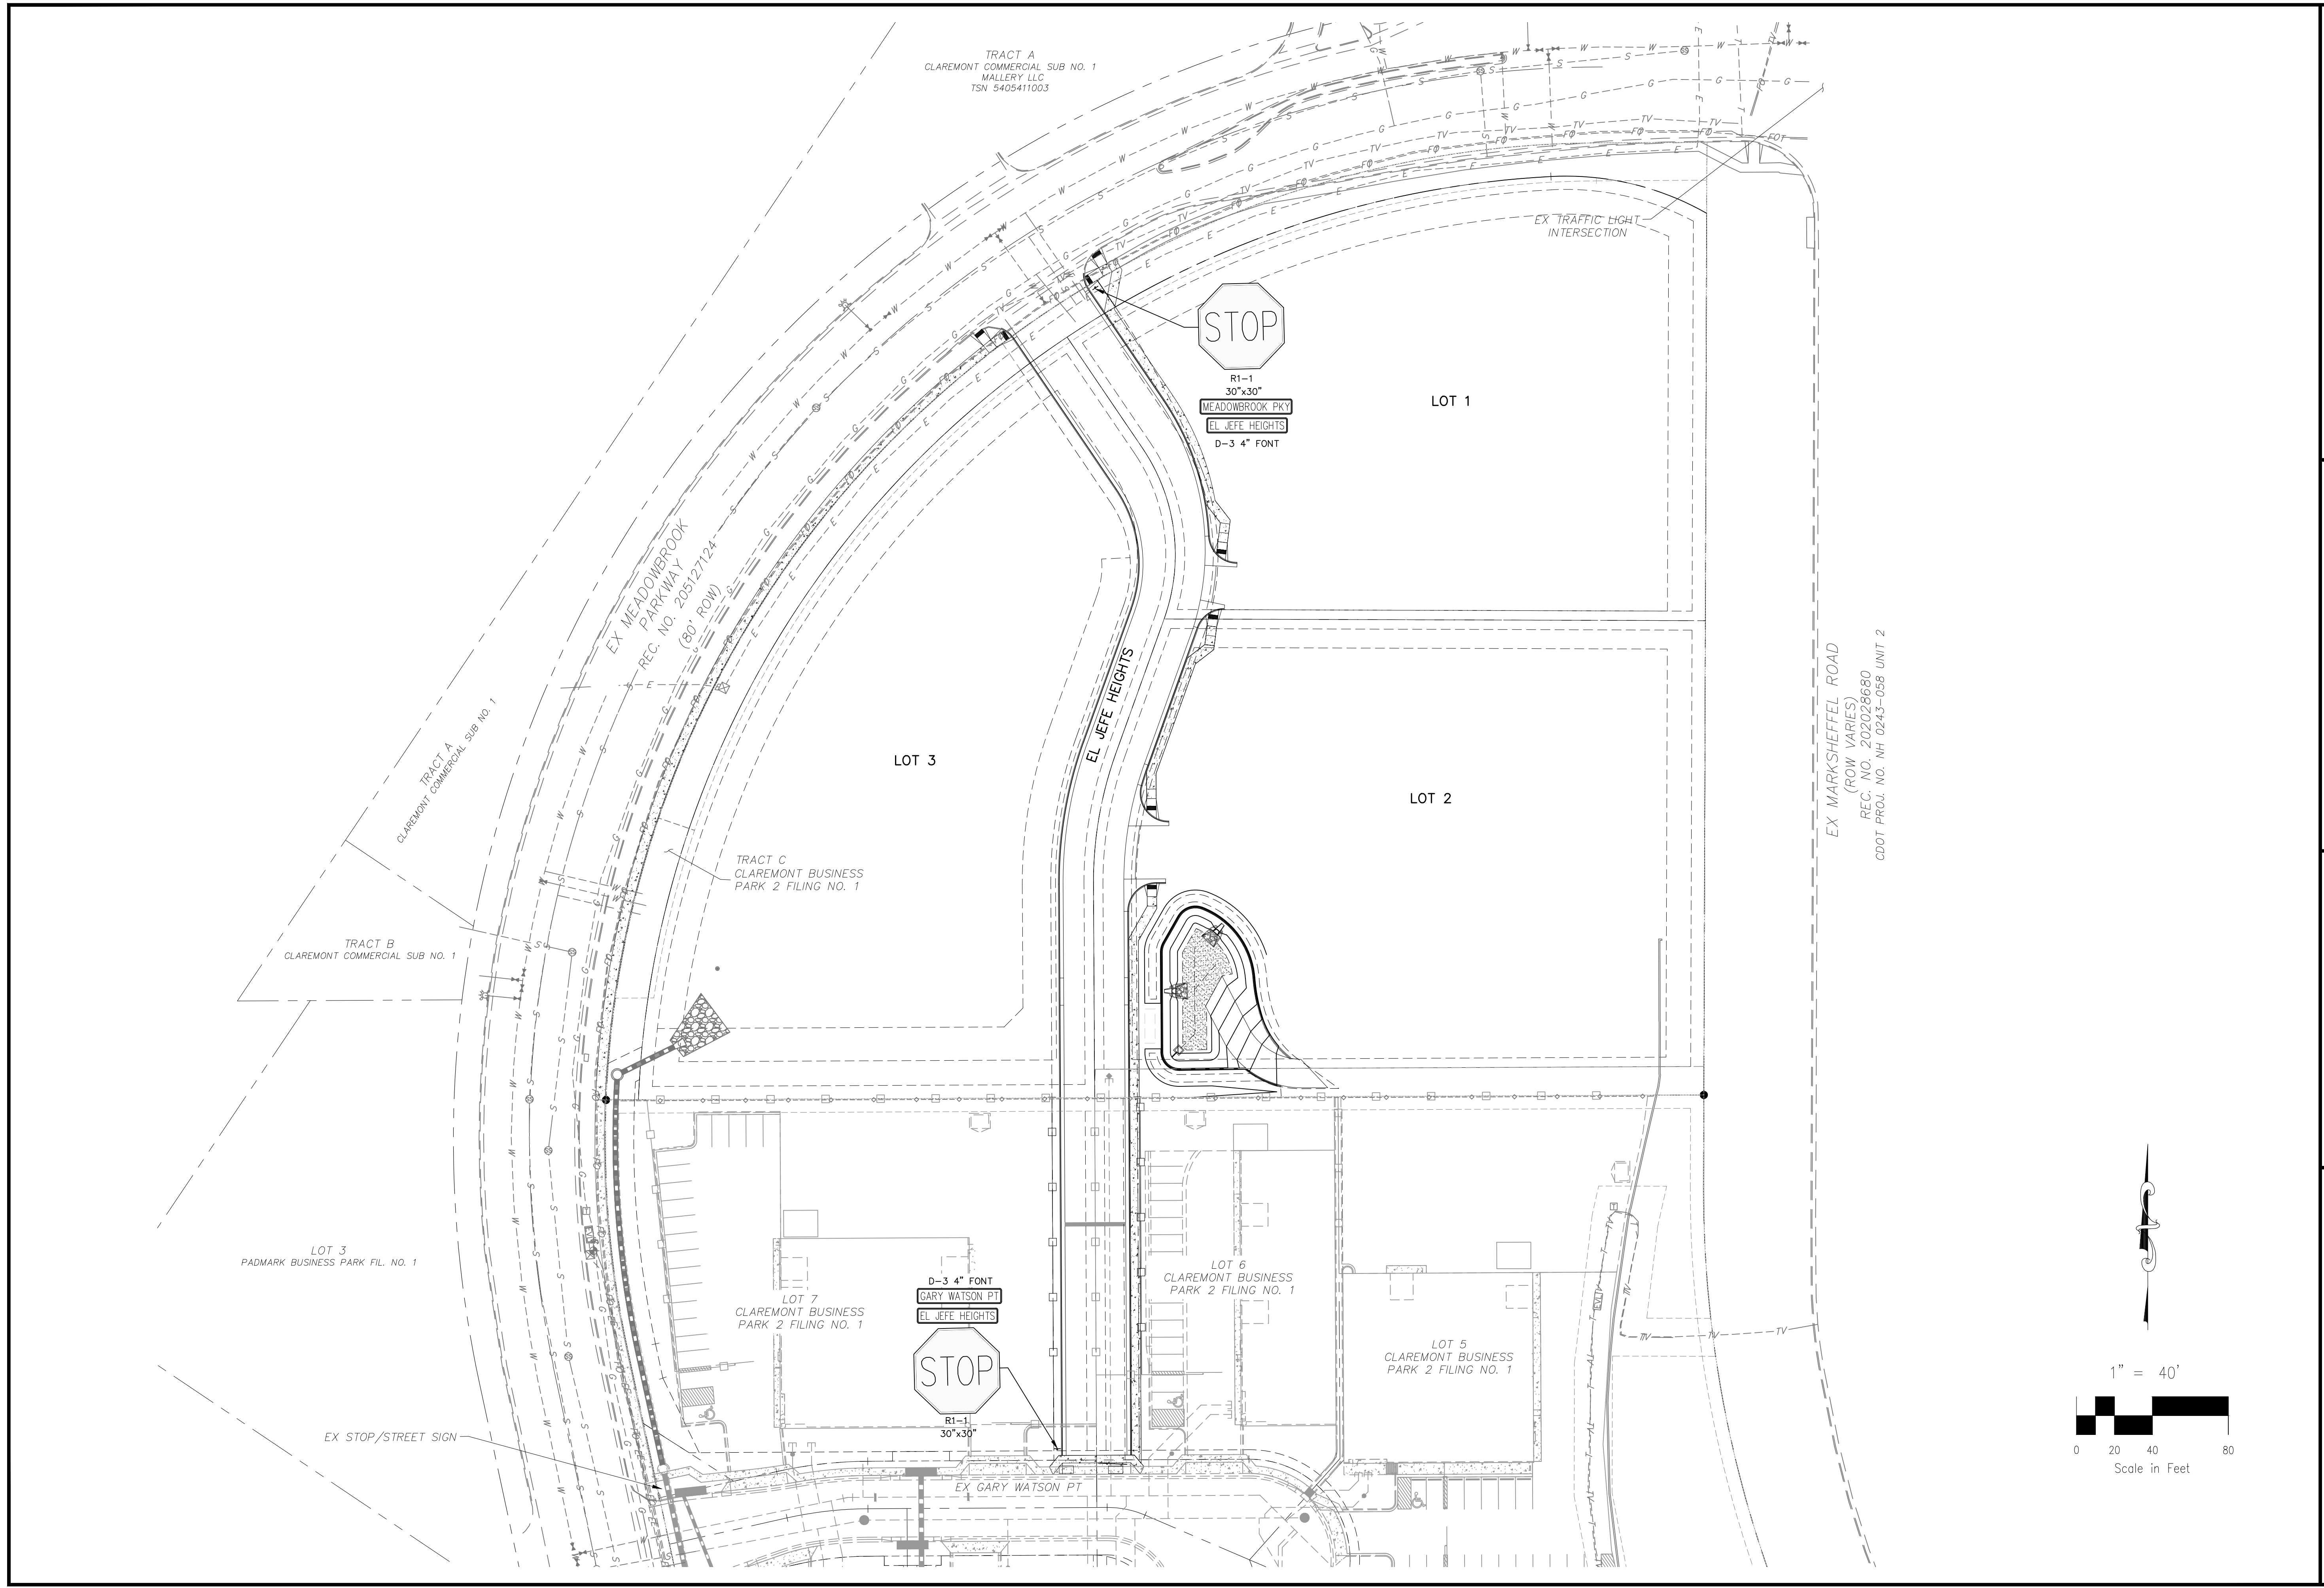 TRACT A
CLAREMONT COMMERCIAL SUB NO. 1
MALLERY LLC
TSN 5405411003
EX TRAFFIC LIGHT
INTERSECTION
STOP
R1-1
30"x30"
MEADOWBROOK PKY
EL JEFE HEIGHTS
D-3 4" FONT
LOT 1
EX MEADOWBROOK
PARKWAY
REC. NO. 205127124
(80' ROW)
TRACT A
CLAREMONT COMMERCIAL SUB NO. 1
EL JEFE HEIGHTS
LOT 3
LOT 2
EX MARKSHEFFEL ROAD
(ROW VARIES)
REC. NO. 202028680
CDOT PROJ. NO. NH 0243-058 UNIT 2
TRACT C
CLAREMONT BUSINESS
PARK 2 FILING NO. 1
TRACT B
CLAREMONT COMMERCIAL SUB NO. 1
LOT 3
PADMARK BUSINESS PARK FIL. NO. 1
LOT 7
CLAREMONT BUSINESS
PARK 2 FILING NO. 1
D-3 4" FONT
GARY WATSON PT
EL JEFE HEIGHTS
STOP
R1-1
30"x30"
LOT 6
CLAREMONT BUSINESS
PARK 2 FILING NO. 1
LOT 5
CLAREMONT BUSINESS
PARK 2 FILING NO. 1
EX STOP/STREET SIGN
EX GARY WATSON PT
1" = 40'
0 20 40 80
Scale in Feet